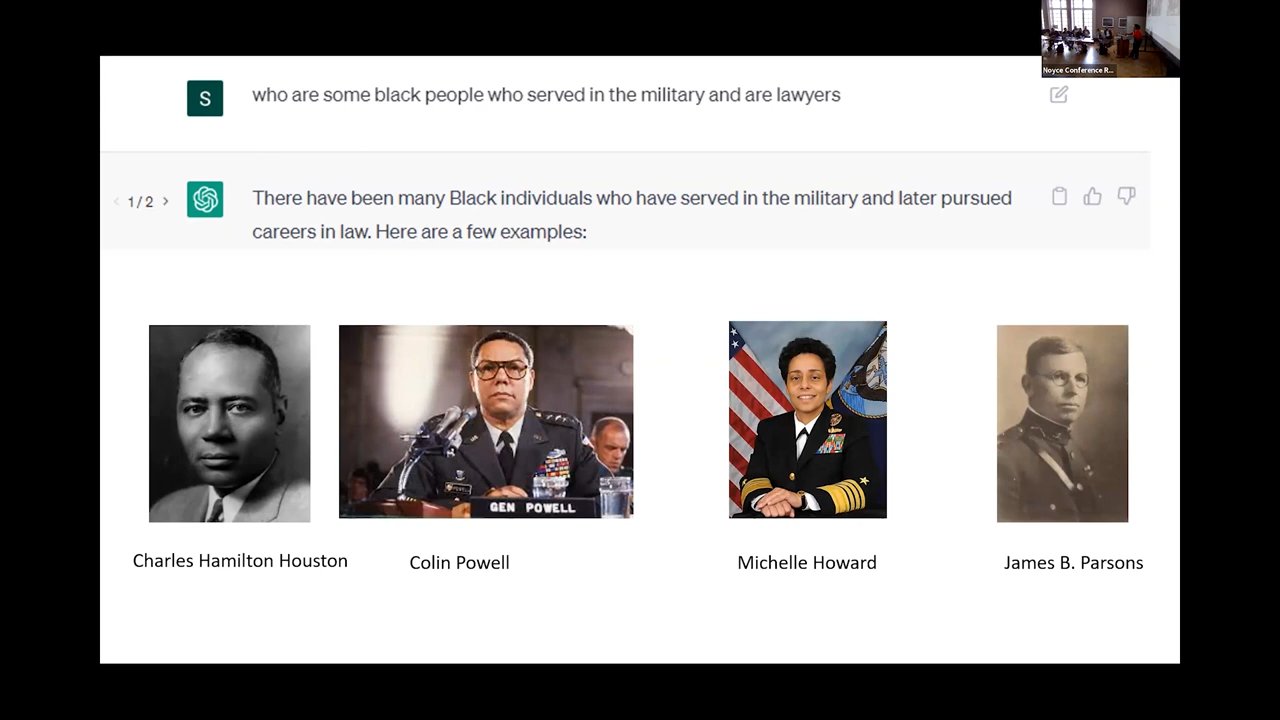 Noyce Conference R...
S
who are some black people who served in the military and are lawyers
1/2
There have been many Black individuals who have served in the military and later pursued
careers in law. Here are a few examples:
GEN POWELL
Charles Hamilton Houston
Colin Powell
Michelle Howard
James B. Parsons